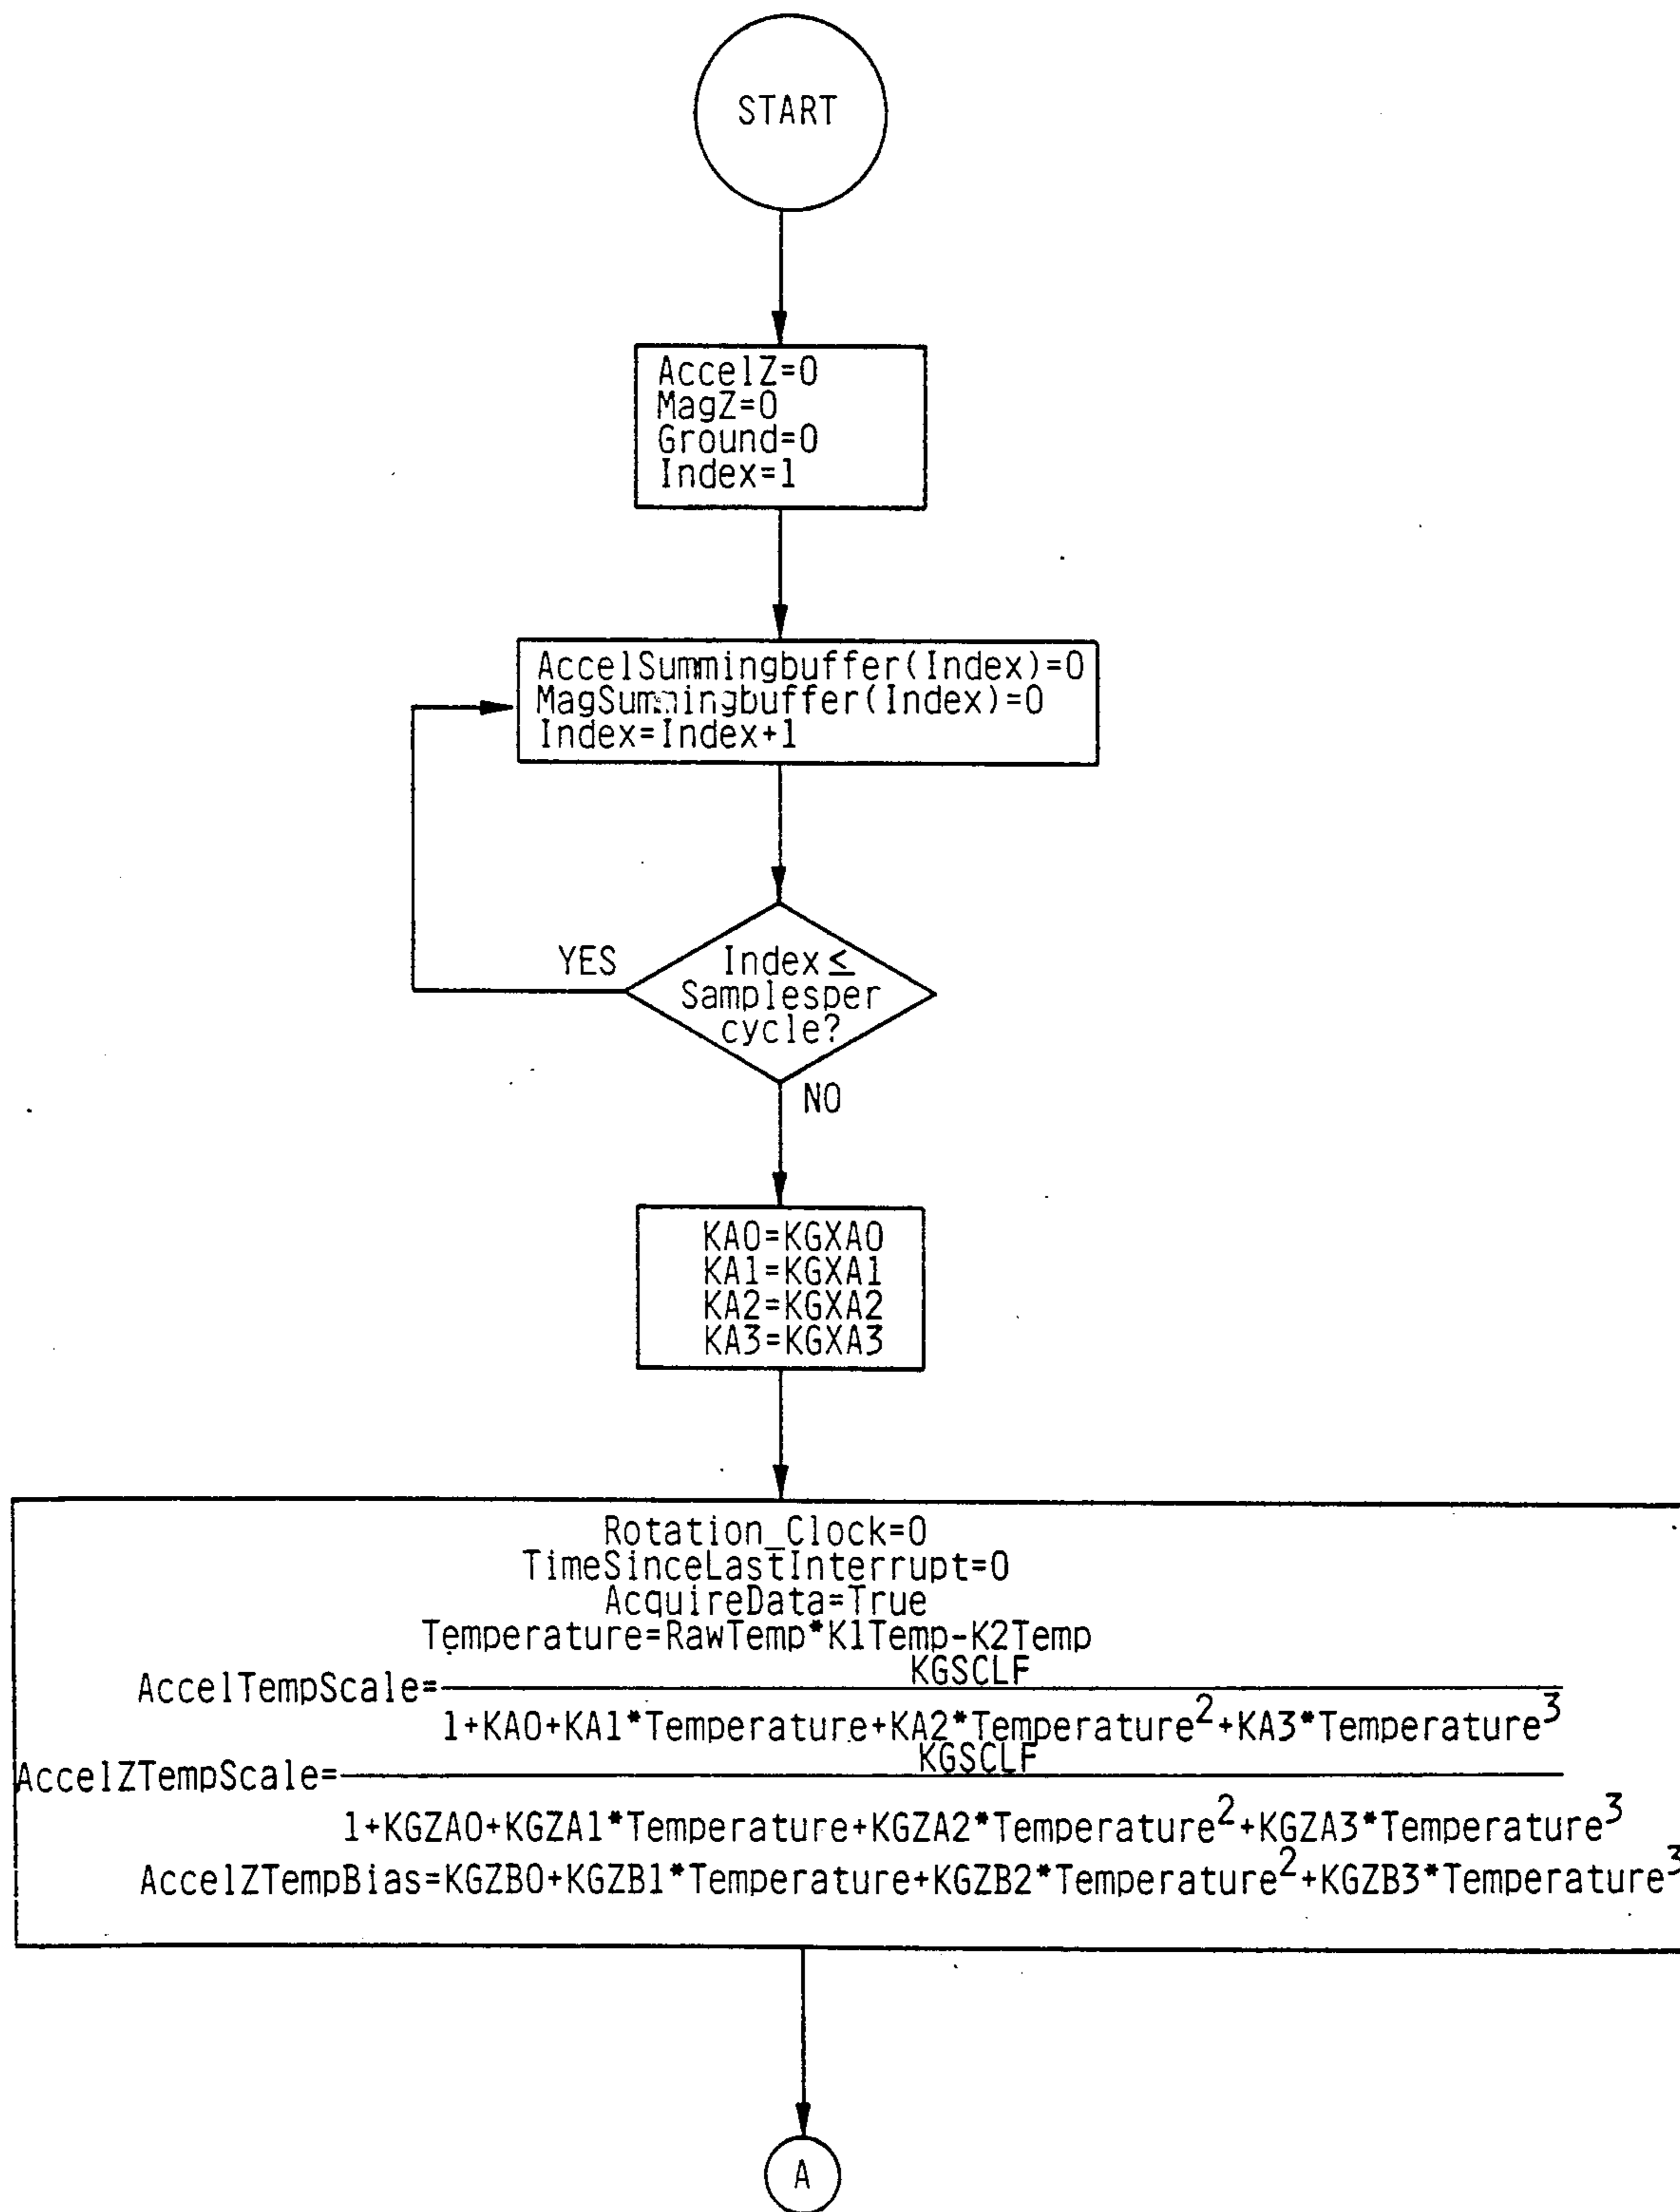 START
AccelZ=0
MagZ=0
Ground=0
Index=1
AccelSummingbuffer(Index)=0
MagSummingbuffer(Index)=0
Index=Index+1
YES
Index≤
Samplesper
cycle?
NO
KA0=KGXA0
KA1=KGXA1
KA2=KGXA2
KA3=KGXA3
Rotation_Clock=0
TimeSinceLastInterrupt=0
AcquireData=True
Temperature=RawTemp*K1Temp-K2Temp
KGSCLF
AccelTempScale=
1+KA0+KA1*Temperature+KA2*Temperature²+KA3*Temperature³
KGSCLF
AccelZTempScale=
1+KGZA0+KGZA1*Temperature+KGZA2*Temperature²+KGZA3*Temperature³
AccelZTempBias=KGZB0+KGZB1*Temperature+KGZB2*Temperature²+KGZB3*Temperature³
A